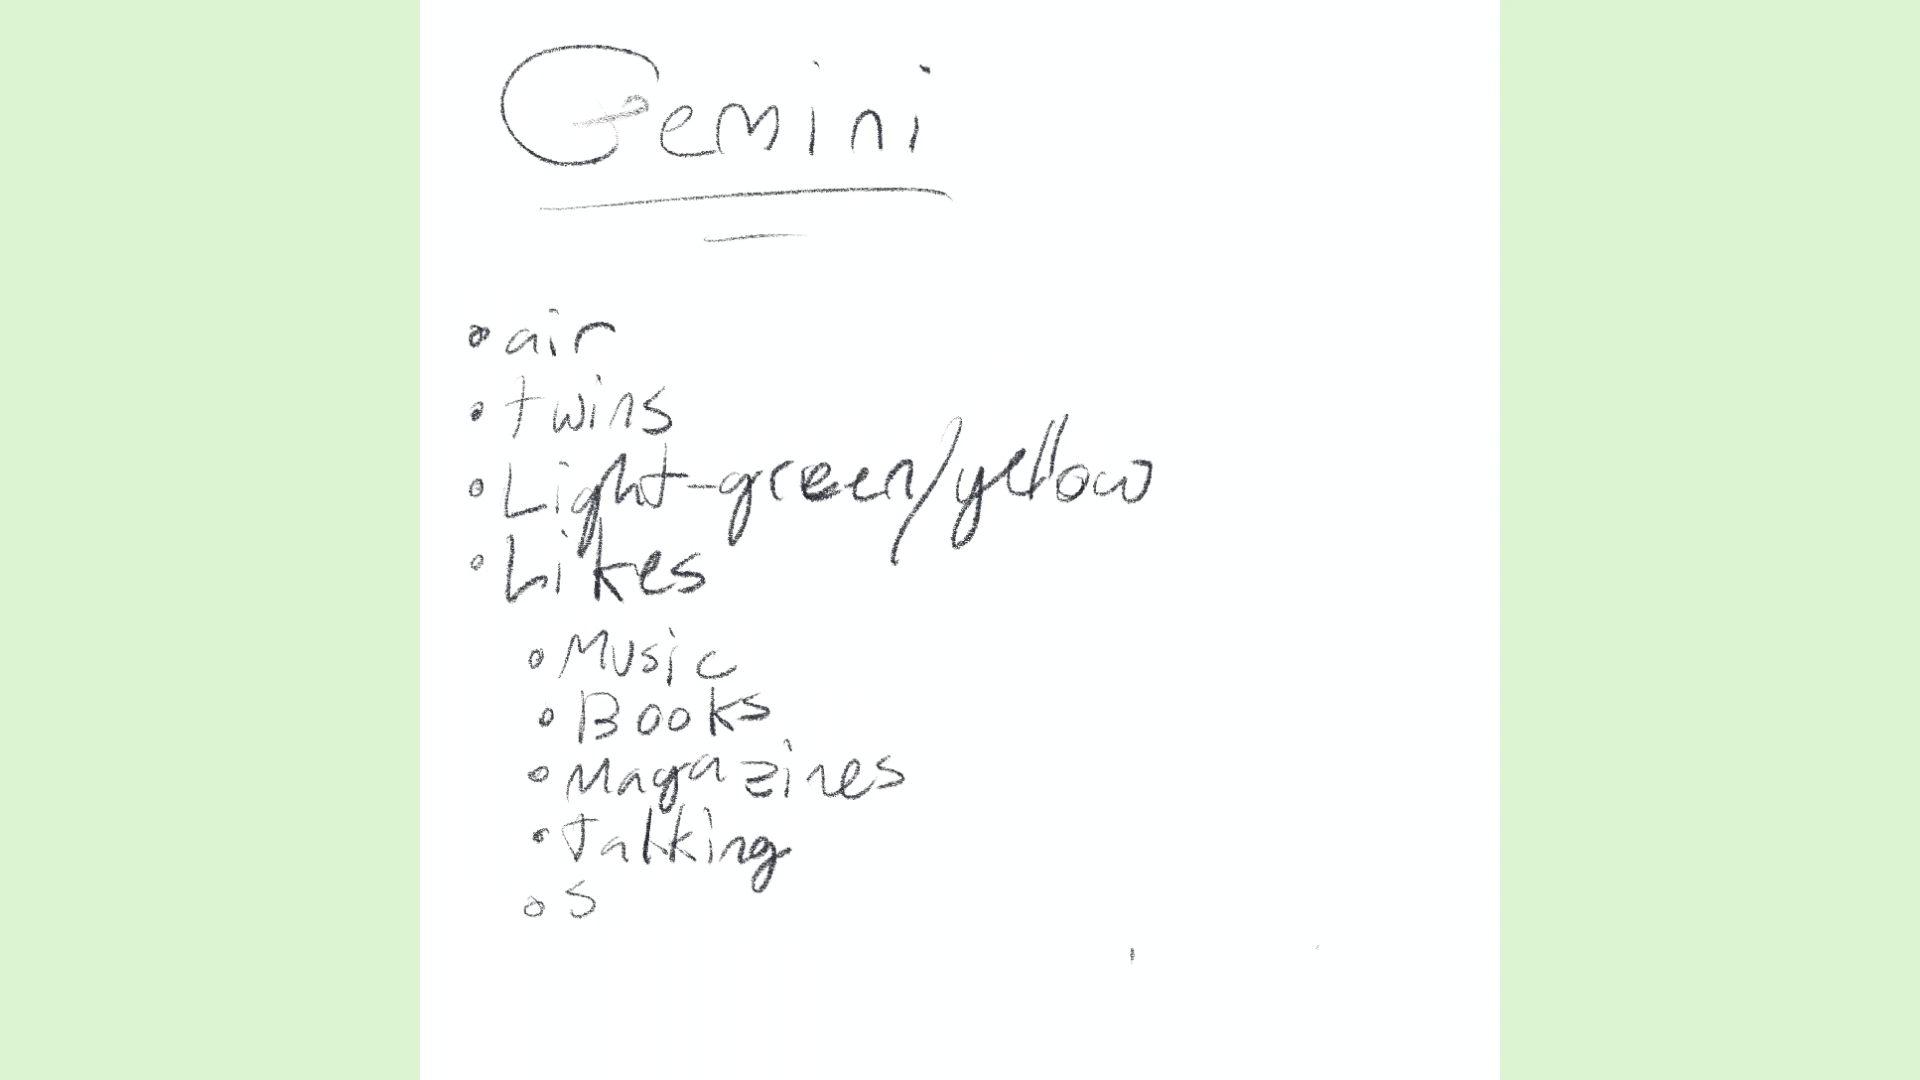 Gemini
• air
• twins
• Light-green/yellow
• Likes
• Music
• Books
• Magazines
• Talking
• S